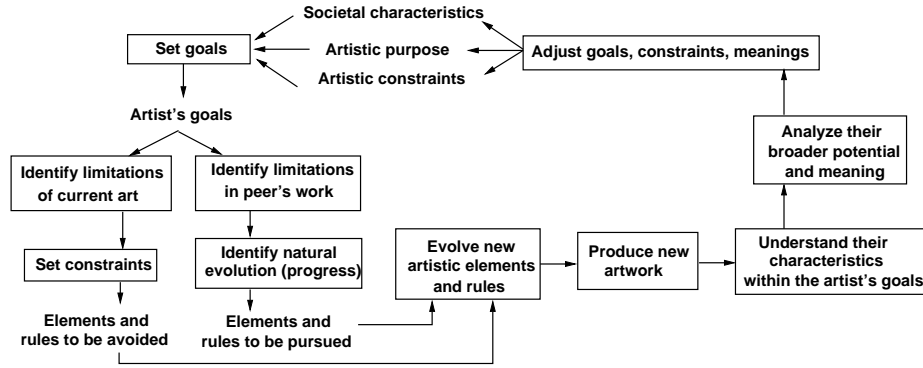 Societal characteristics
Set goals
Artistic purpose
Adjust goals, constraints, meanings
Artistic constraints
Artist's goals
Analyze their
broader potential
and meaning
Identify limitations
of current art
Identify limitations
in peer's work
Set constraints
Identify natural
evolution (progress)
Evolve new
artistic elements
and rules
Produce new
artwork
Understand their
characteristics
within the artist's goals
Elements and
rules to be avoided
Elements and
rules to be pursued